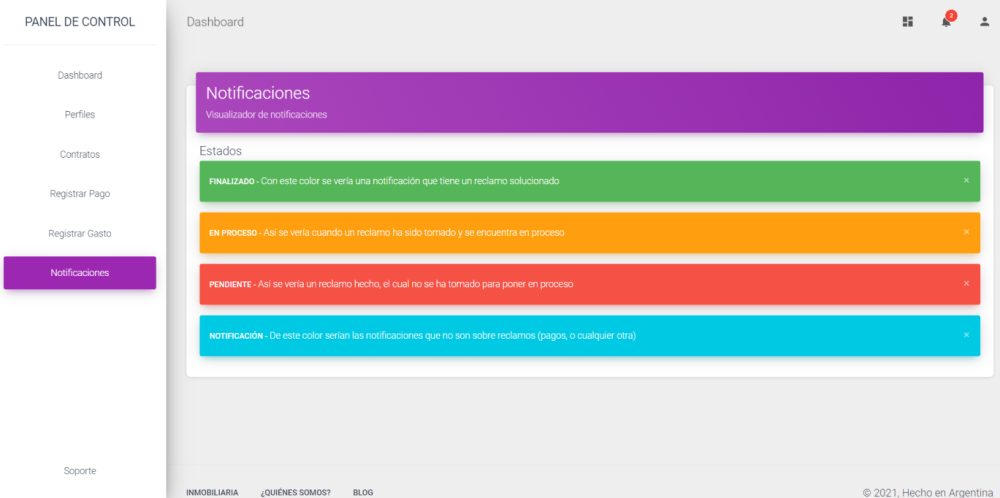 PANEL DE CONTROL
Dashboard
Perfiles
Contratos
Registrar Pago
Registrar Gasto
Notificaciones
Soporte
Dashboard
2
Notificaciones
Visualizador de notificaciones
Estados
FINALIZADO - Con este color se vería una notificación que tiene un reclamo solucionado ×
EN PROCESO - Asi se vería cuando un reclamo ha sido tomado y se encuentra en proceso ×
PENDIENTE - Así se vería un reclamo hecho, el cual no se ha tomado para poner en proceso ×
NOTIFICACIÓN - De este color serían las notificaciones que no son sobre reclamos (pagos, o cualquier otra) ×
INMOBILIARIA ¿QUIÉNES SOMOS? BLOG
© 2021, Hecho en Argentina